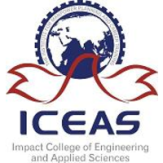 ICEAS
Impact College of Engineering
and Applied Sciences